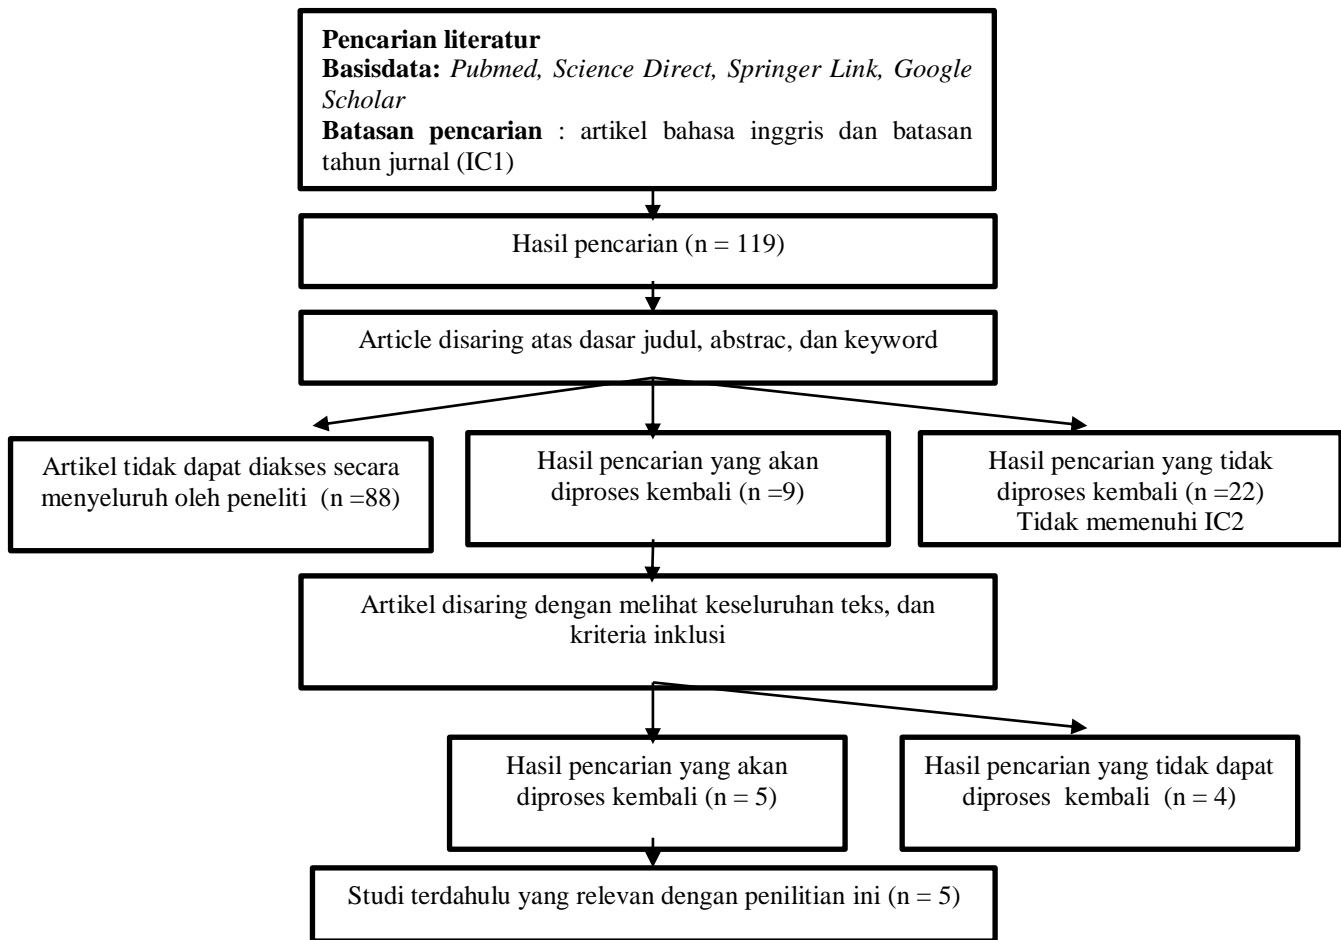 Pencarian literatur
Basisdata: Pubmed, Science Direct, Springer Link, Google
Scholar
Batasan pencarian : artikel bahasa inggris dan batasan
tahun jurnal (IC1)
Hasil pencarian (n = 119)
Article disaring atas dasar judul, abstrac, dan keyword
Artikel tidak dapat diakses secara
menyeluruh oleh peneliti (n =88)
Hasil pencarian yang akan
diproses kembali (n =9)
Hasil pencarian yang tidak
diproses kembali (n =22)
Tidak memenuhi IC2
Artikel disaring dengan melihat keseluruhan teks, dan
kriteria inklusi
Hasil pencarian yang akan
diproses kembali (n = 5)
Hasil pencarian yang tidak dapat
diproses kembali (n = 4)
Studi terdahulu yang relevan dengan penilitian ini (n = 5)